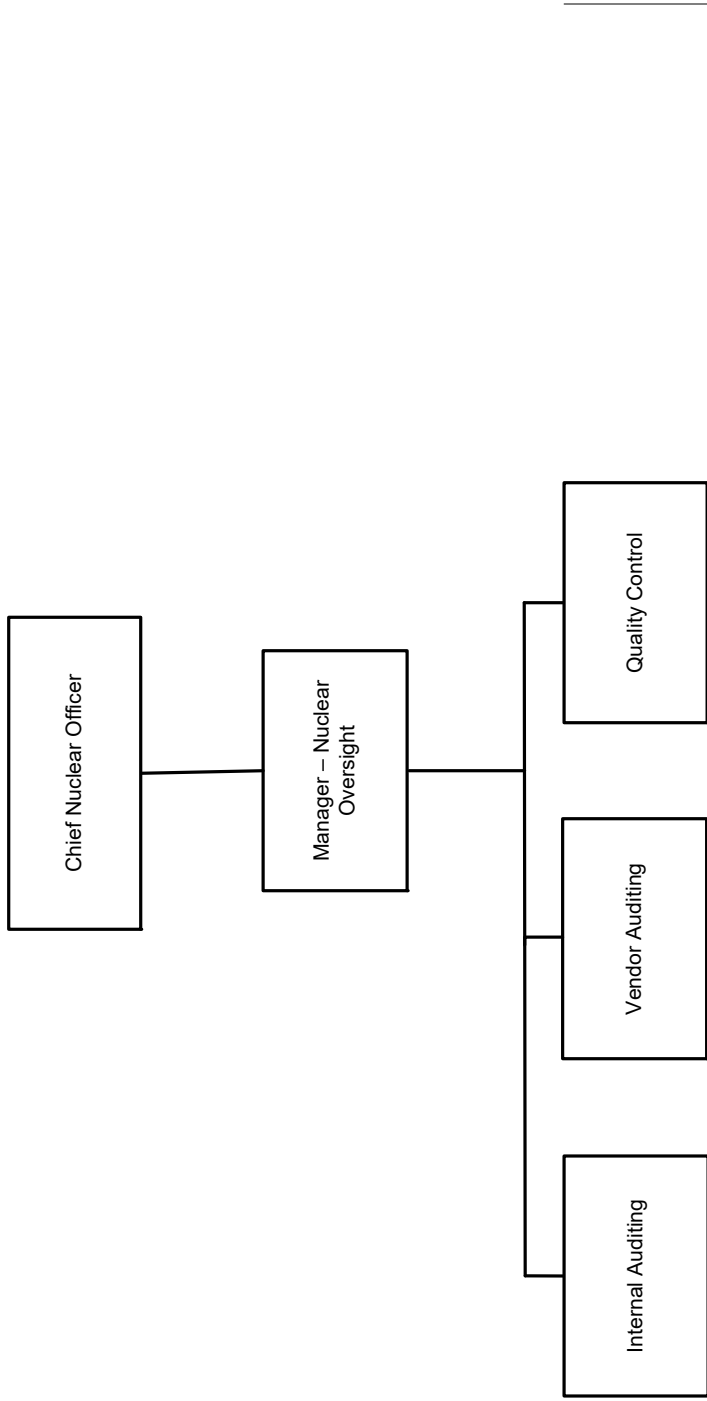 Chief Nuclear Officer
Manager – Nuclear
Oversight
Internal Auditing
Vendor Auditing
Quality Control